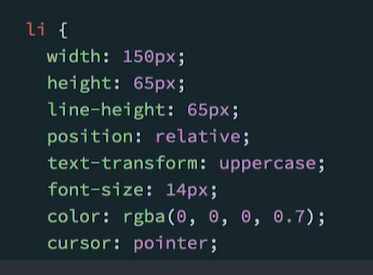 li {
width: 150px;
height: 65px;
line-height: 65px;
position: relative;
text-transform: uppercase;
font-size: 14px;
color: rgba(0, 0, 0, 0.7);
cursor: pointer;